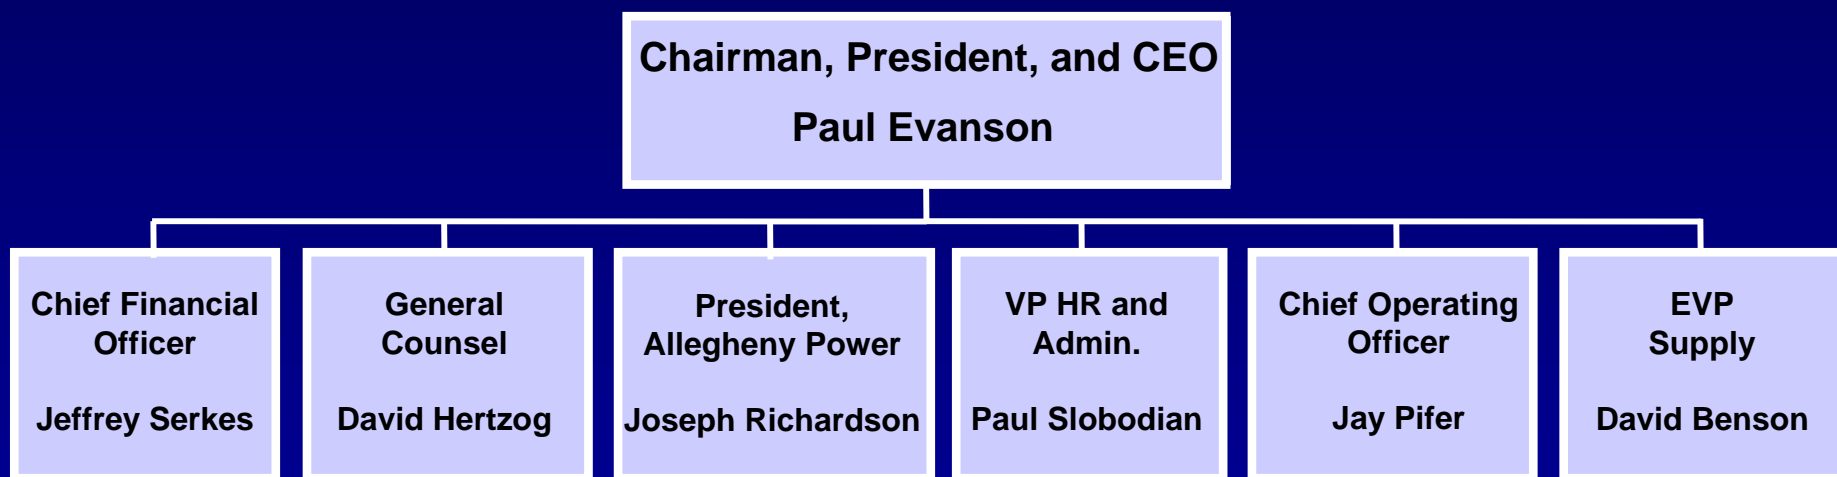 Chairman, President, and CEO
Paul Evanson
Chief Financial
Officer
Jeffrey Serkes
General
Counsel
David Hertzog
President,
Allegheny Power
Joseph Richardson
VP HR and
Admin.
Paul Slobodian
Chief Operating
Officer
Jay Pifer
EVP
Supply
David Benson